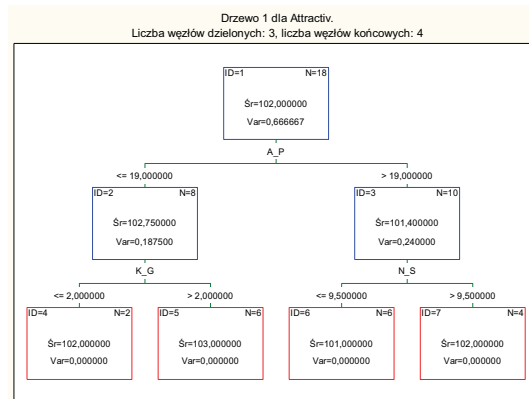 Drzewo 1 dla Attractiv.
Liczba węzłów dzielonych: 3, liczba węzłów końcowych: 4
ID=1 N=18
Śr=102,000000
Var=0,666667
A_P
<= 19,000000 > 19,000000
ID=2 N=8 ID=3 N=10
Śr=102,750000 Śr=101,400000
Var=0,187500 Var=0,240000
K_G N_S
<= 2,000000 > 2,000000 <= 9,500000 > 9,500000
ID=4 N=2 ID=5 N=6 ID=6 N=6 ID=7 N=4
Śr=102,000000 Śr=103,000000 Śr=101,000000 Śr=102,000000
Var=0,000000 Var=0,000000 Var=0,000000 Var=0,000000